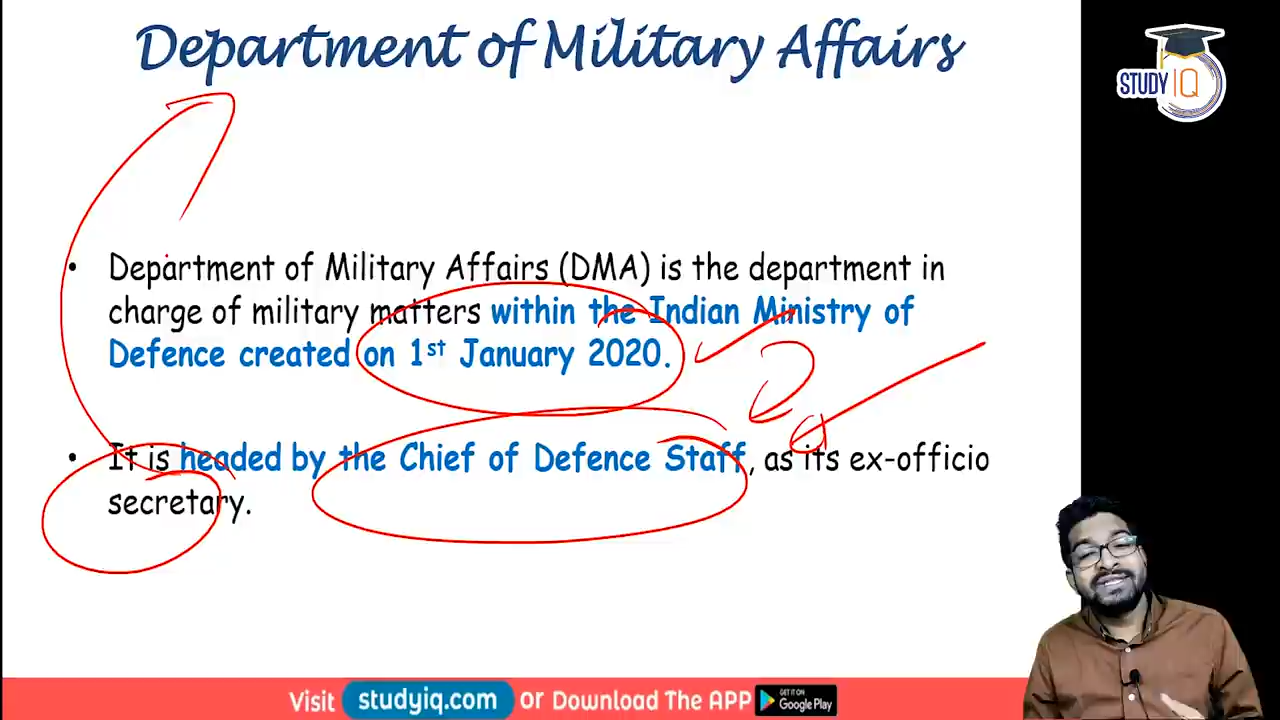 Department of Military Affairs
STUDY IQ
• Department of Military Affairs (DMA) is the department in
charge of military matters within the Indian Ministry of
Defence created on 1st January 2020.
• It is headed by the Chief of Defence Staff, as its ex-officio
secretary.
Visit studyiq.com or Download The APP GET IT ON Google Play